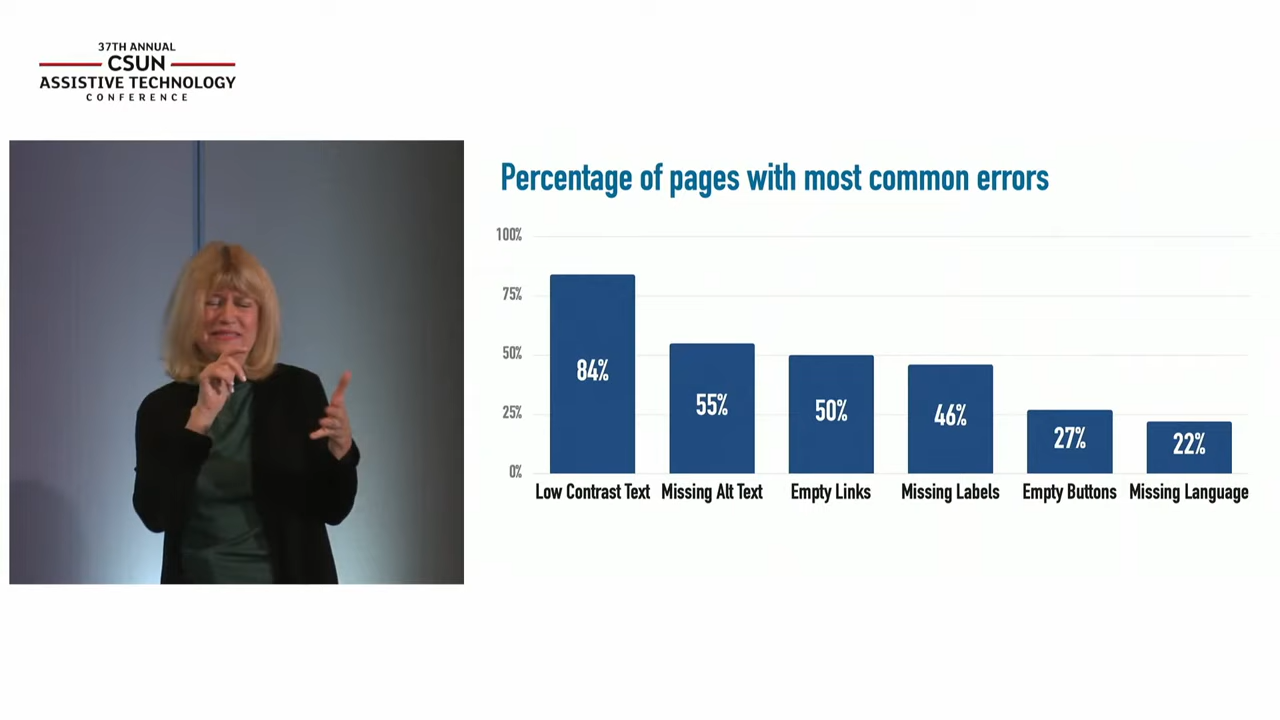 37TH ANNUAL
CSUN
ASSISTIVE TECHNOLOGY
CONFERENCE
Percentage of pages with most common errors
100%
75%
50%
25%
0%
84%
55%
50%
46%
27%
22%
Low Contrast Text
Missing Alt Text
Empty Links
Missing Labels
Empty Buttons
Missing Language